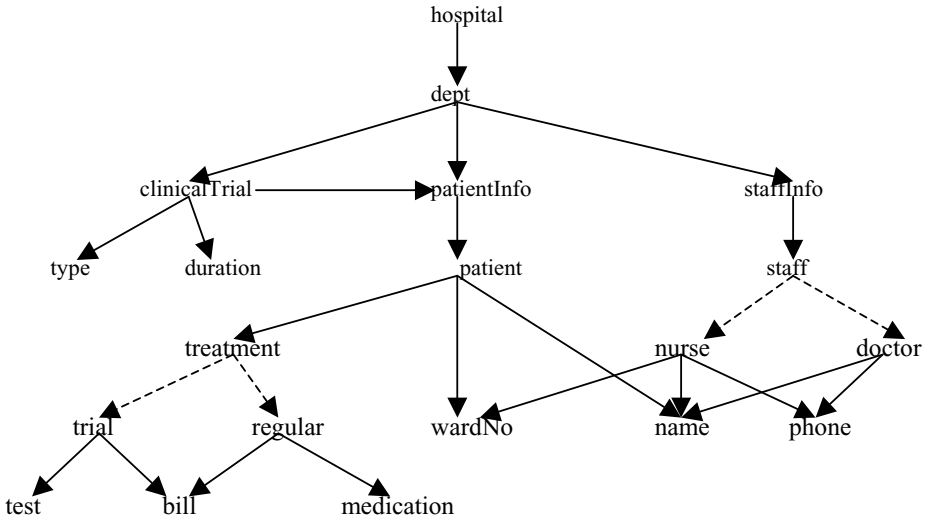 hospital
dept
clinicalTrial patientInfo staffInfo
type duration patient staff
treatment nurse doctor
trial regular wardNo name phone
test bill medication